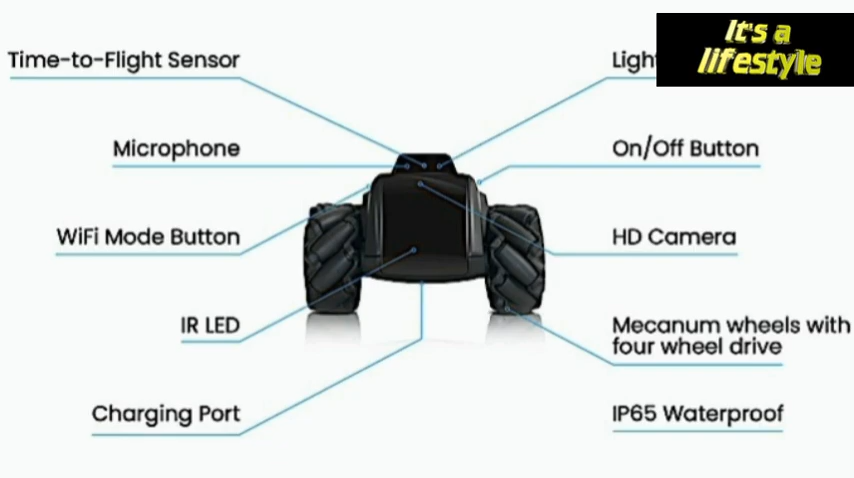 It's a
lifestyle
Time-to-Flight Sensor
Light
Microphone
On/Off Button
WiFi Mode Button
HD Camera
IR LED
Mecanum wheels with
four wheel drive
Charging Port
IP65 Waterproof